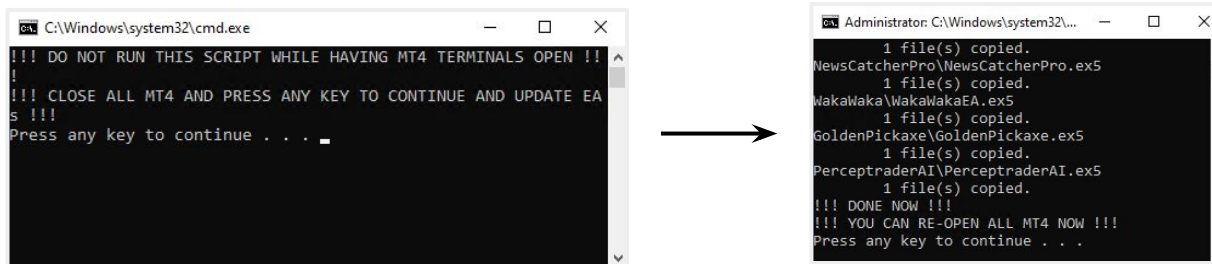 C:\Windows\system32\cmd.exe
!!! DO NOT RUN THIS SCRIPT WHILE HAVING MT4 TERMINALS OPEN !!
!
!!! CLOSE ALL MT4 AND PRESS ANY KEY TO CONTINUE AND UPDATE EA
s !!!
Press any key to continue . . .
Administrator: C:\Windows\system32\...
1 file(s) copied.
NewsCatcherPro\NewsCatcherPro.ex5
1 file(s) copied.
WakaWaka\WakaWakaEA.ex5
1 file(s) copied.
GoldenPickaxe\GoldenPickaxe.ex5
1 file(s) copied.
PerceptraderAI\PerceptraderAI.ex5
1 file(s) copied.
!!! DONE NOW !!!
!!! YOU CAN RE-OPEN ALL MT4 NOW !!!
Press any key to continue . . .